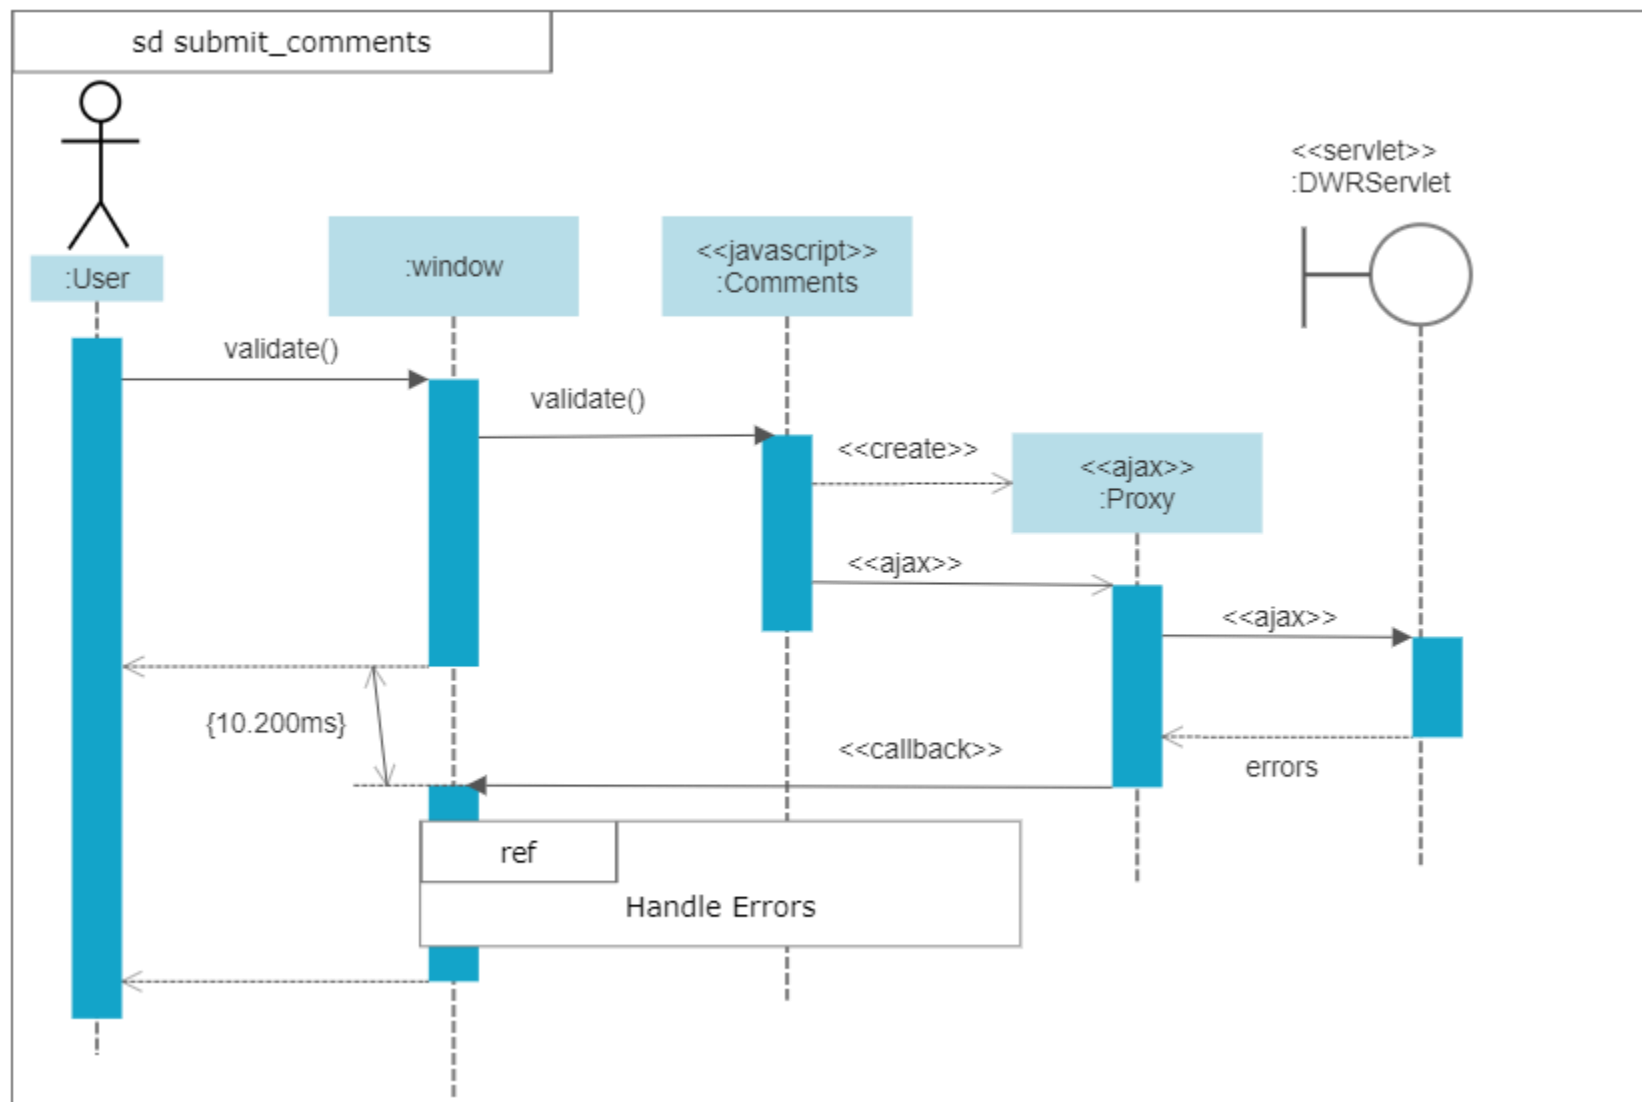 sd submit_comments
<<servlet>>
:DWRServlet
:User
:window
<<javascript>>
:Comments
validate()
validate()
<<create>>
<<ajax>>
:Proxy
<<ajax>>
<<ajax>>
{10.200ms}
<<callback>>
errors
ref
Handle Errors